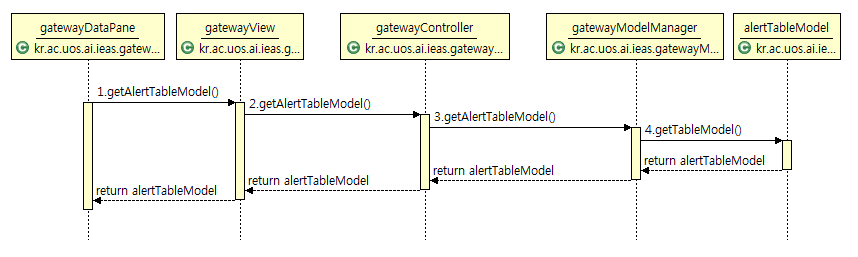 gatewayDataPane
C kr.ac.uos.ai.ieas.gatew...
gatewayView
C kr.ac.uos.ai.ieas.g...
gatewayController
C kr.ac.uos.ai.ieas.gateway...
gatewayModelManager
C kr.ac.uos.ai.ieas.gatewayM...
alertTableModel
C kr.ac.uos.ai.ie...
1.getAlertTableModel()
2.getAlertTableModel()
3.getAlertTableModel()
4.getTableModel()
return alertTableModel
return alertTableModel
return alertTableModel
return alertTableModel